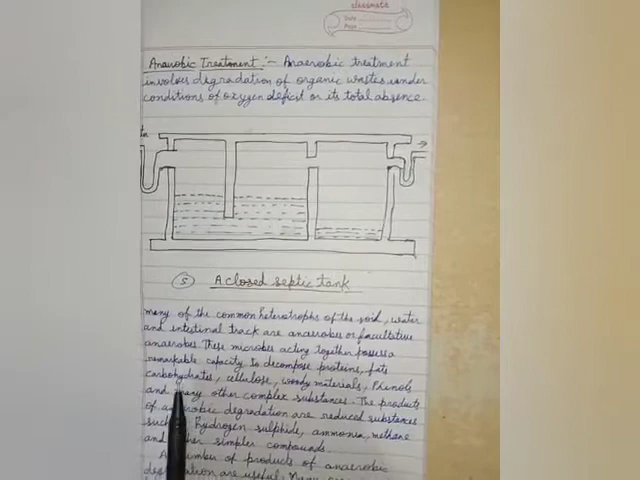 classmate
Date
Page
Anaerobic Treatment :- Anaerobic treatment
involves degradation of organic wastes under
conditions of oxygen deficit or its total absence.
5 A closed septic tank
many of the common heterotrophs of the soil, water
and intestinal track are anaerobes or facultative
anaerobes. These microbes acting together possess a
remarkable capacity to decompose proteins, fats
carbohydrates, cellulose, woody materials, Phenols
and many other complex substances. The products
of degradation are reduced substances
such Hydrogen sulphide, ammonia, methane
and other simpler compounds.
A number of products of anaerobic
are useful.